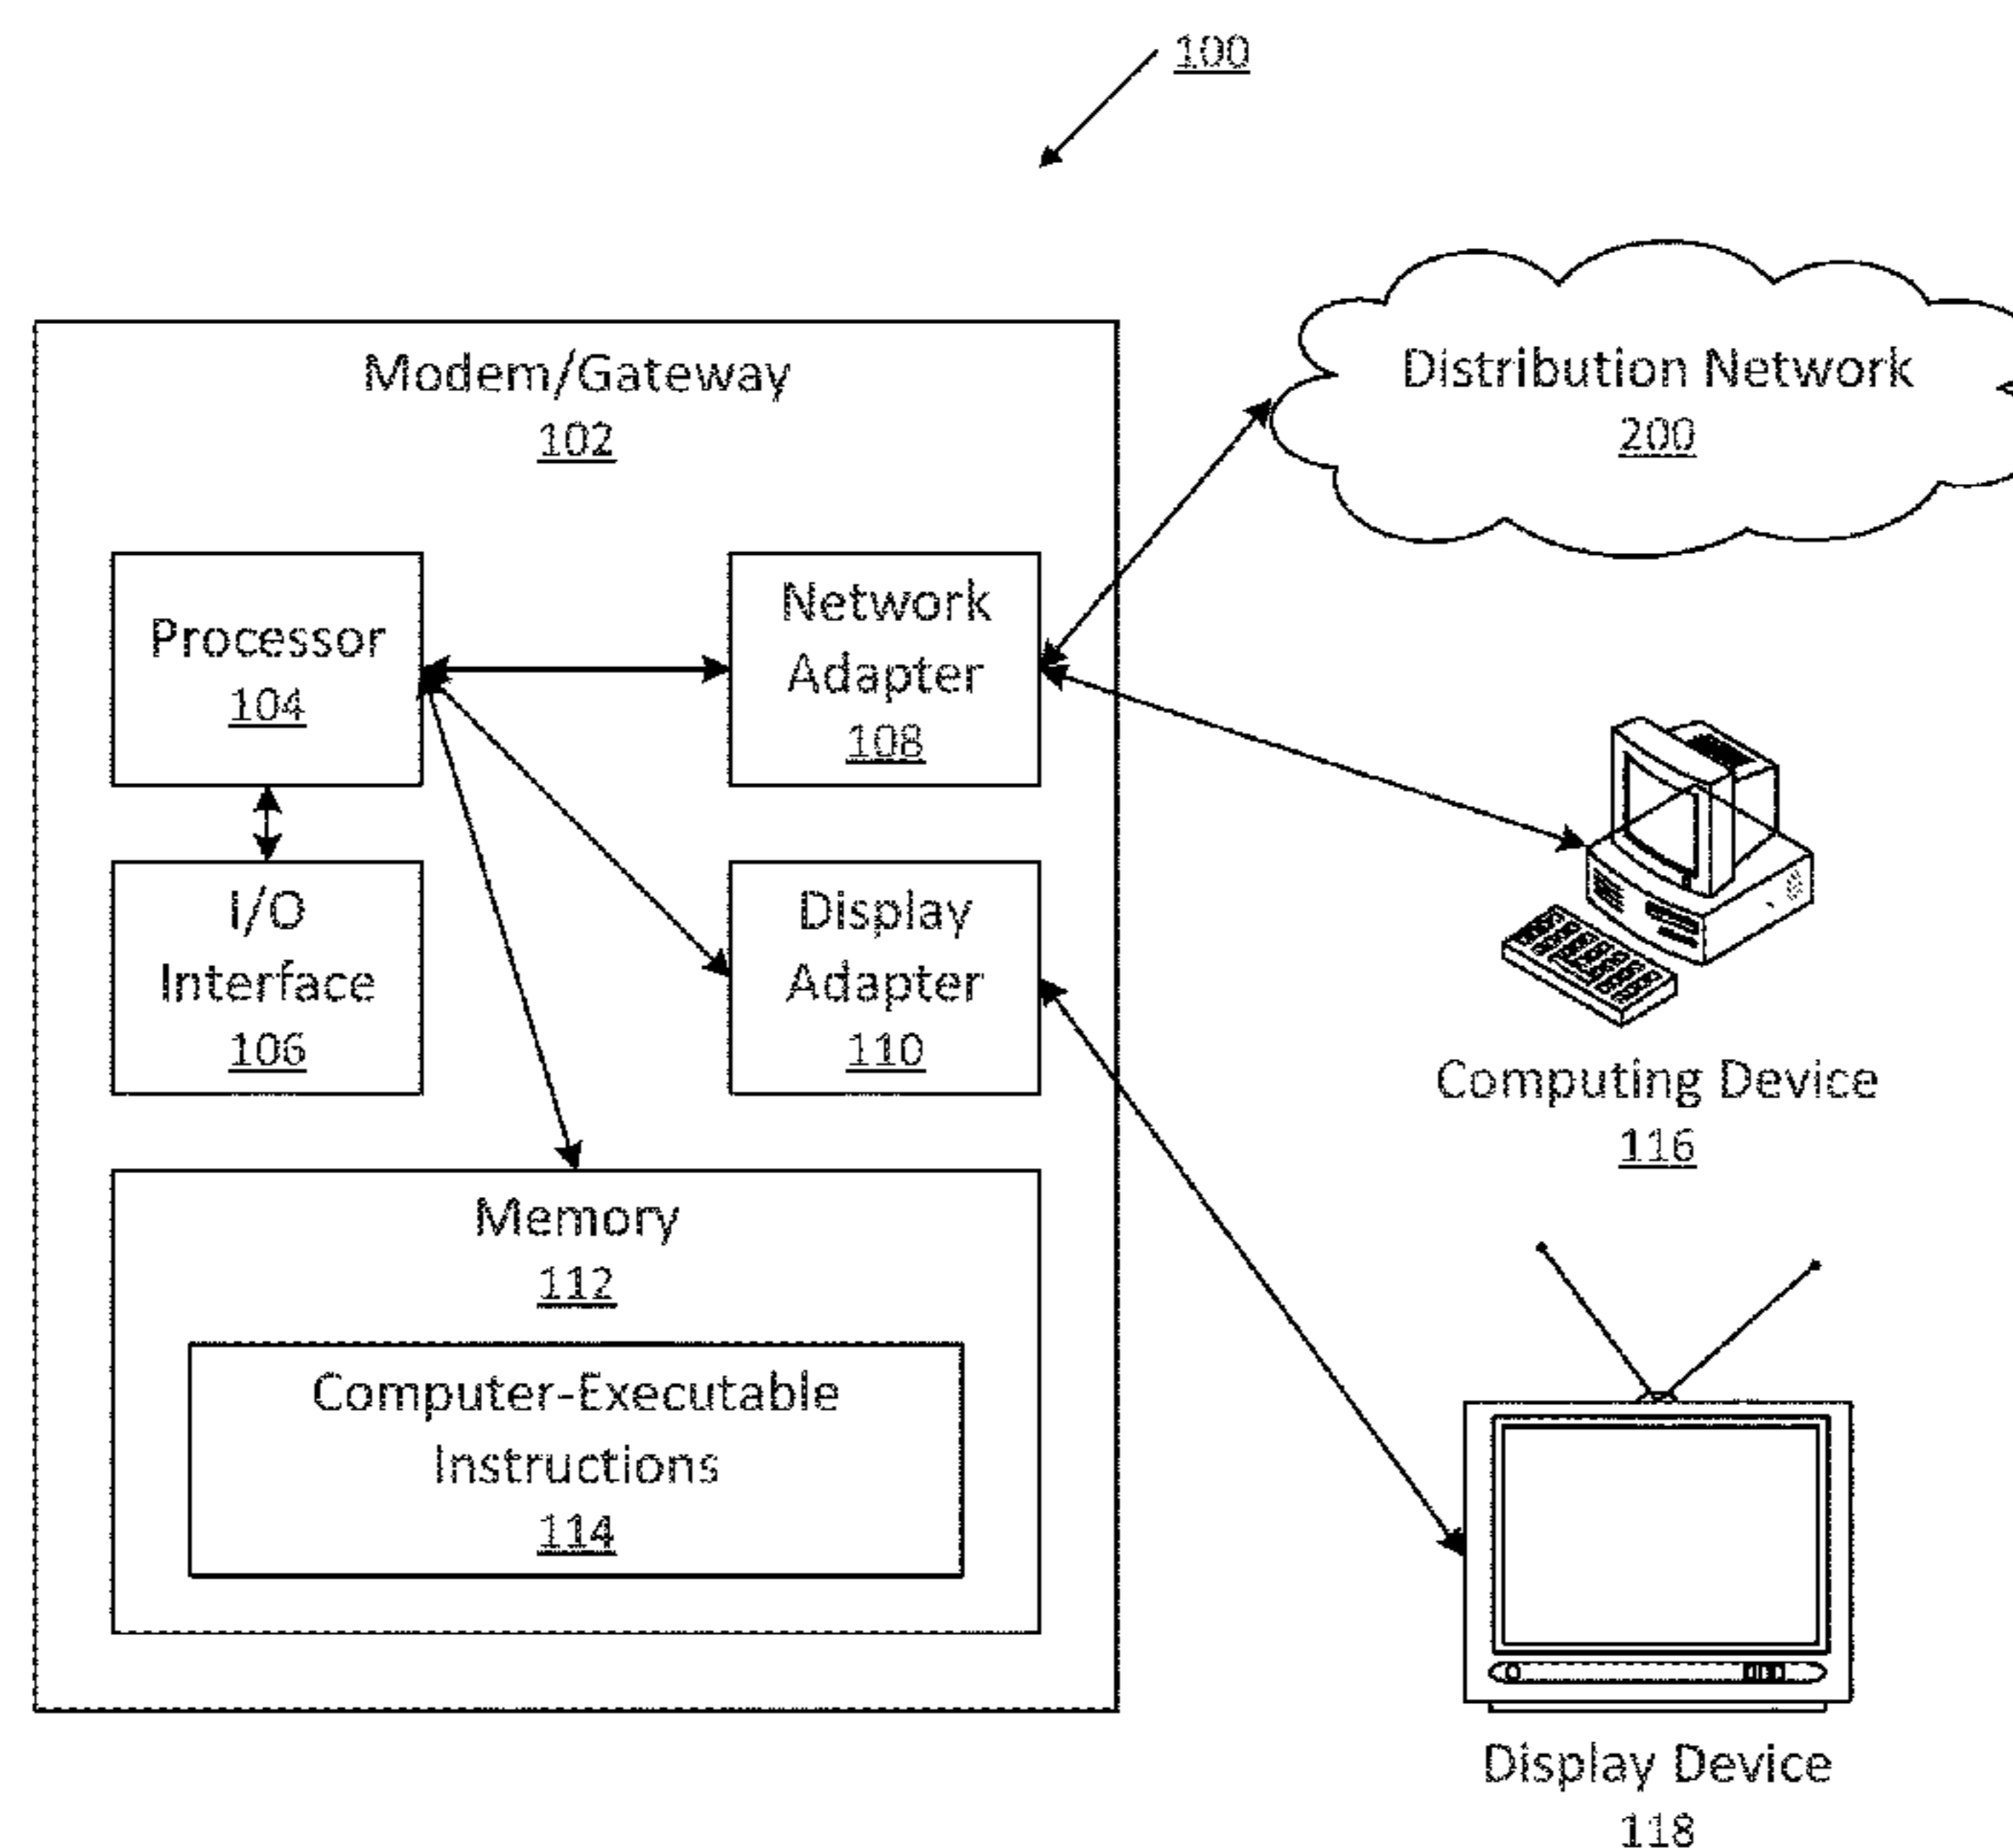 100
Modem/Gateway
102
Distribution Network
200
Processor
104
Network
Adapter
108
I/O
Interface
106
Display
Adapter
110
Computing Device
116
Memory
112
Computer-Executable
Instructions
114
Display Device
118